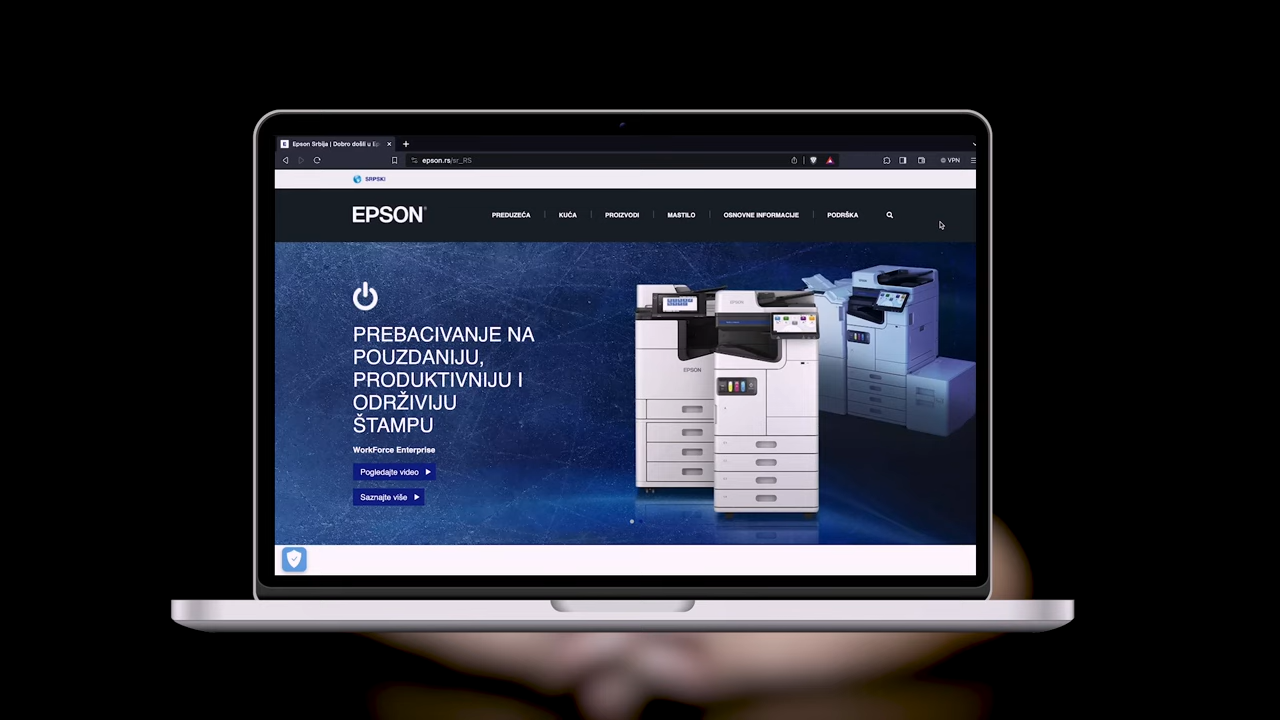 Epson Srbija | Dobro došli u Ep
epson.rs/sr_RS
VPN
SRPSKI
EPSON
PREDUZEĆA
KUĆA
PROIZVODI
MASTILO
OSNOVNE INFORMACIJE
PODRŠKA
PREBACIVANJE NA
POUZDANIJU,
PRODUKTIVNIJU I
ODRŽIVIJU
ŠTAMPU
WorkForce Enterprise
Pogledajte video
Saznajte više
EPSON
EPSON